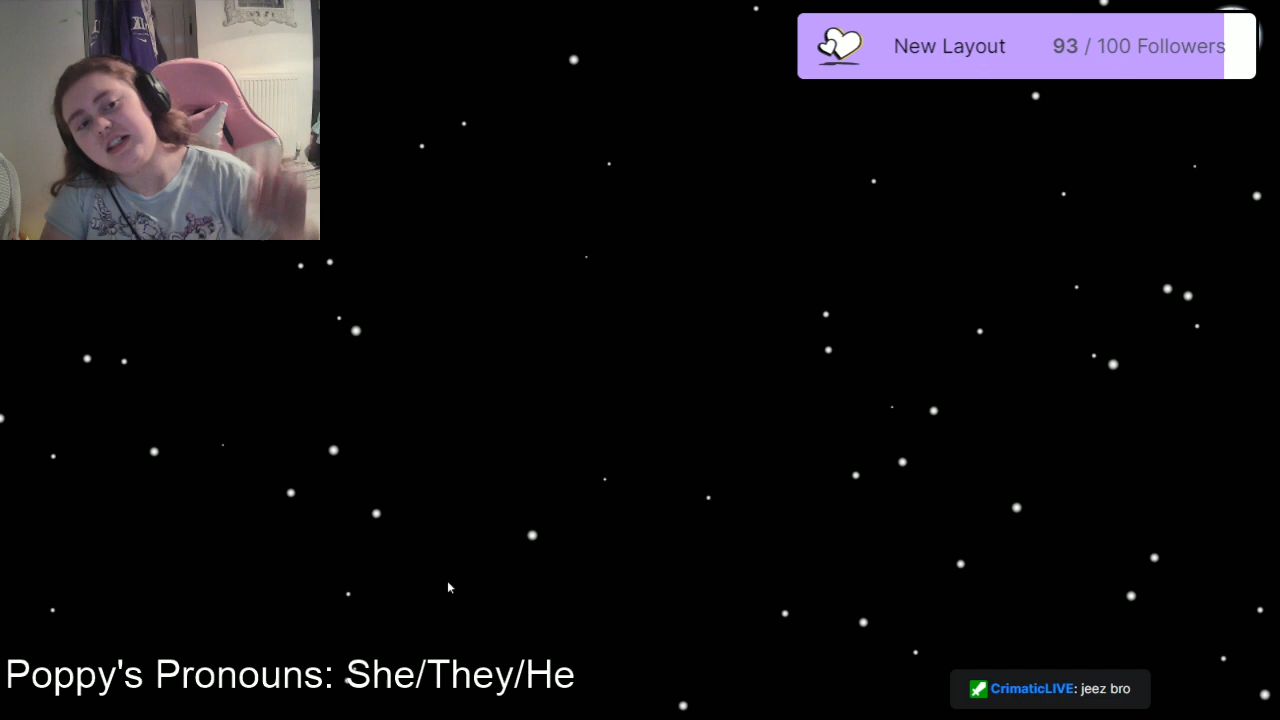 New Layout 93 / 100 Followers
Poppy's Pronouns: She/They/He
CrimaticLIVE: jeez bro